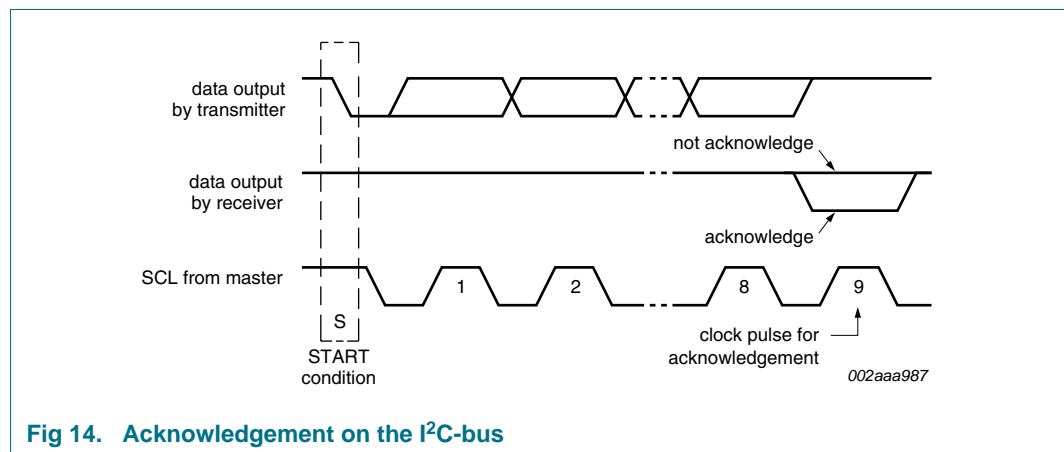 data output
by transmitter
not acknowledge
data output
by receiver
acknowledge
SCL from master
1
2
8
9
S
START
condition
clock pulse for
acknowledgement
002aaa987
Fig 14. Acknowledgement on the I²C-bus